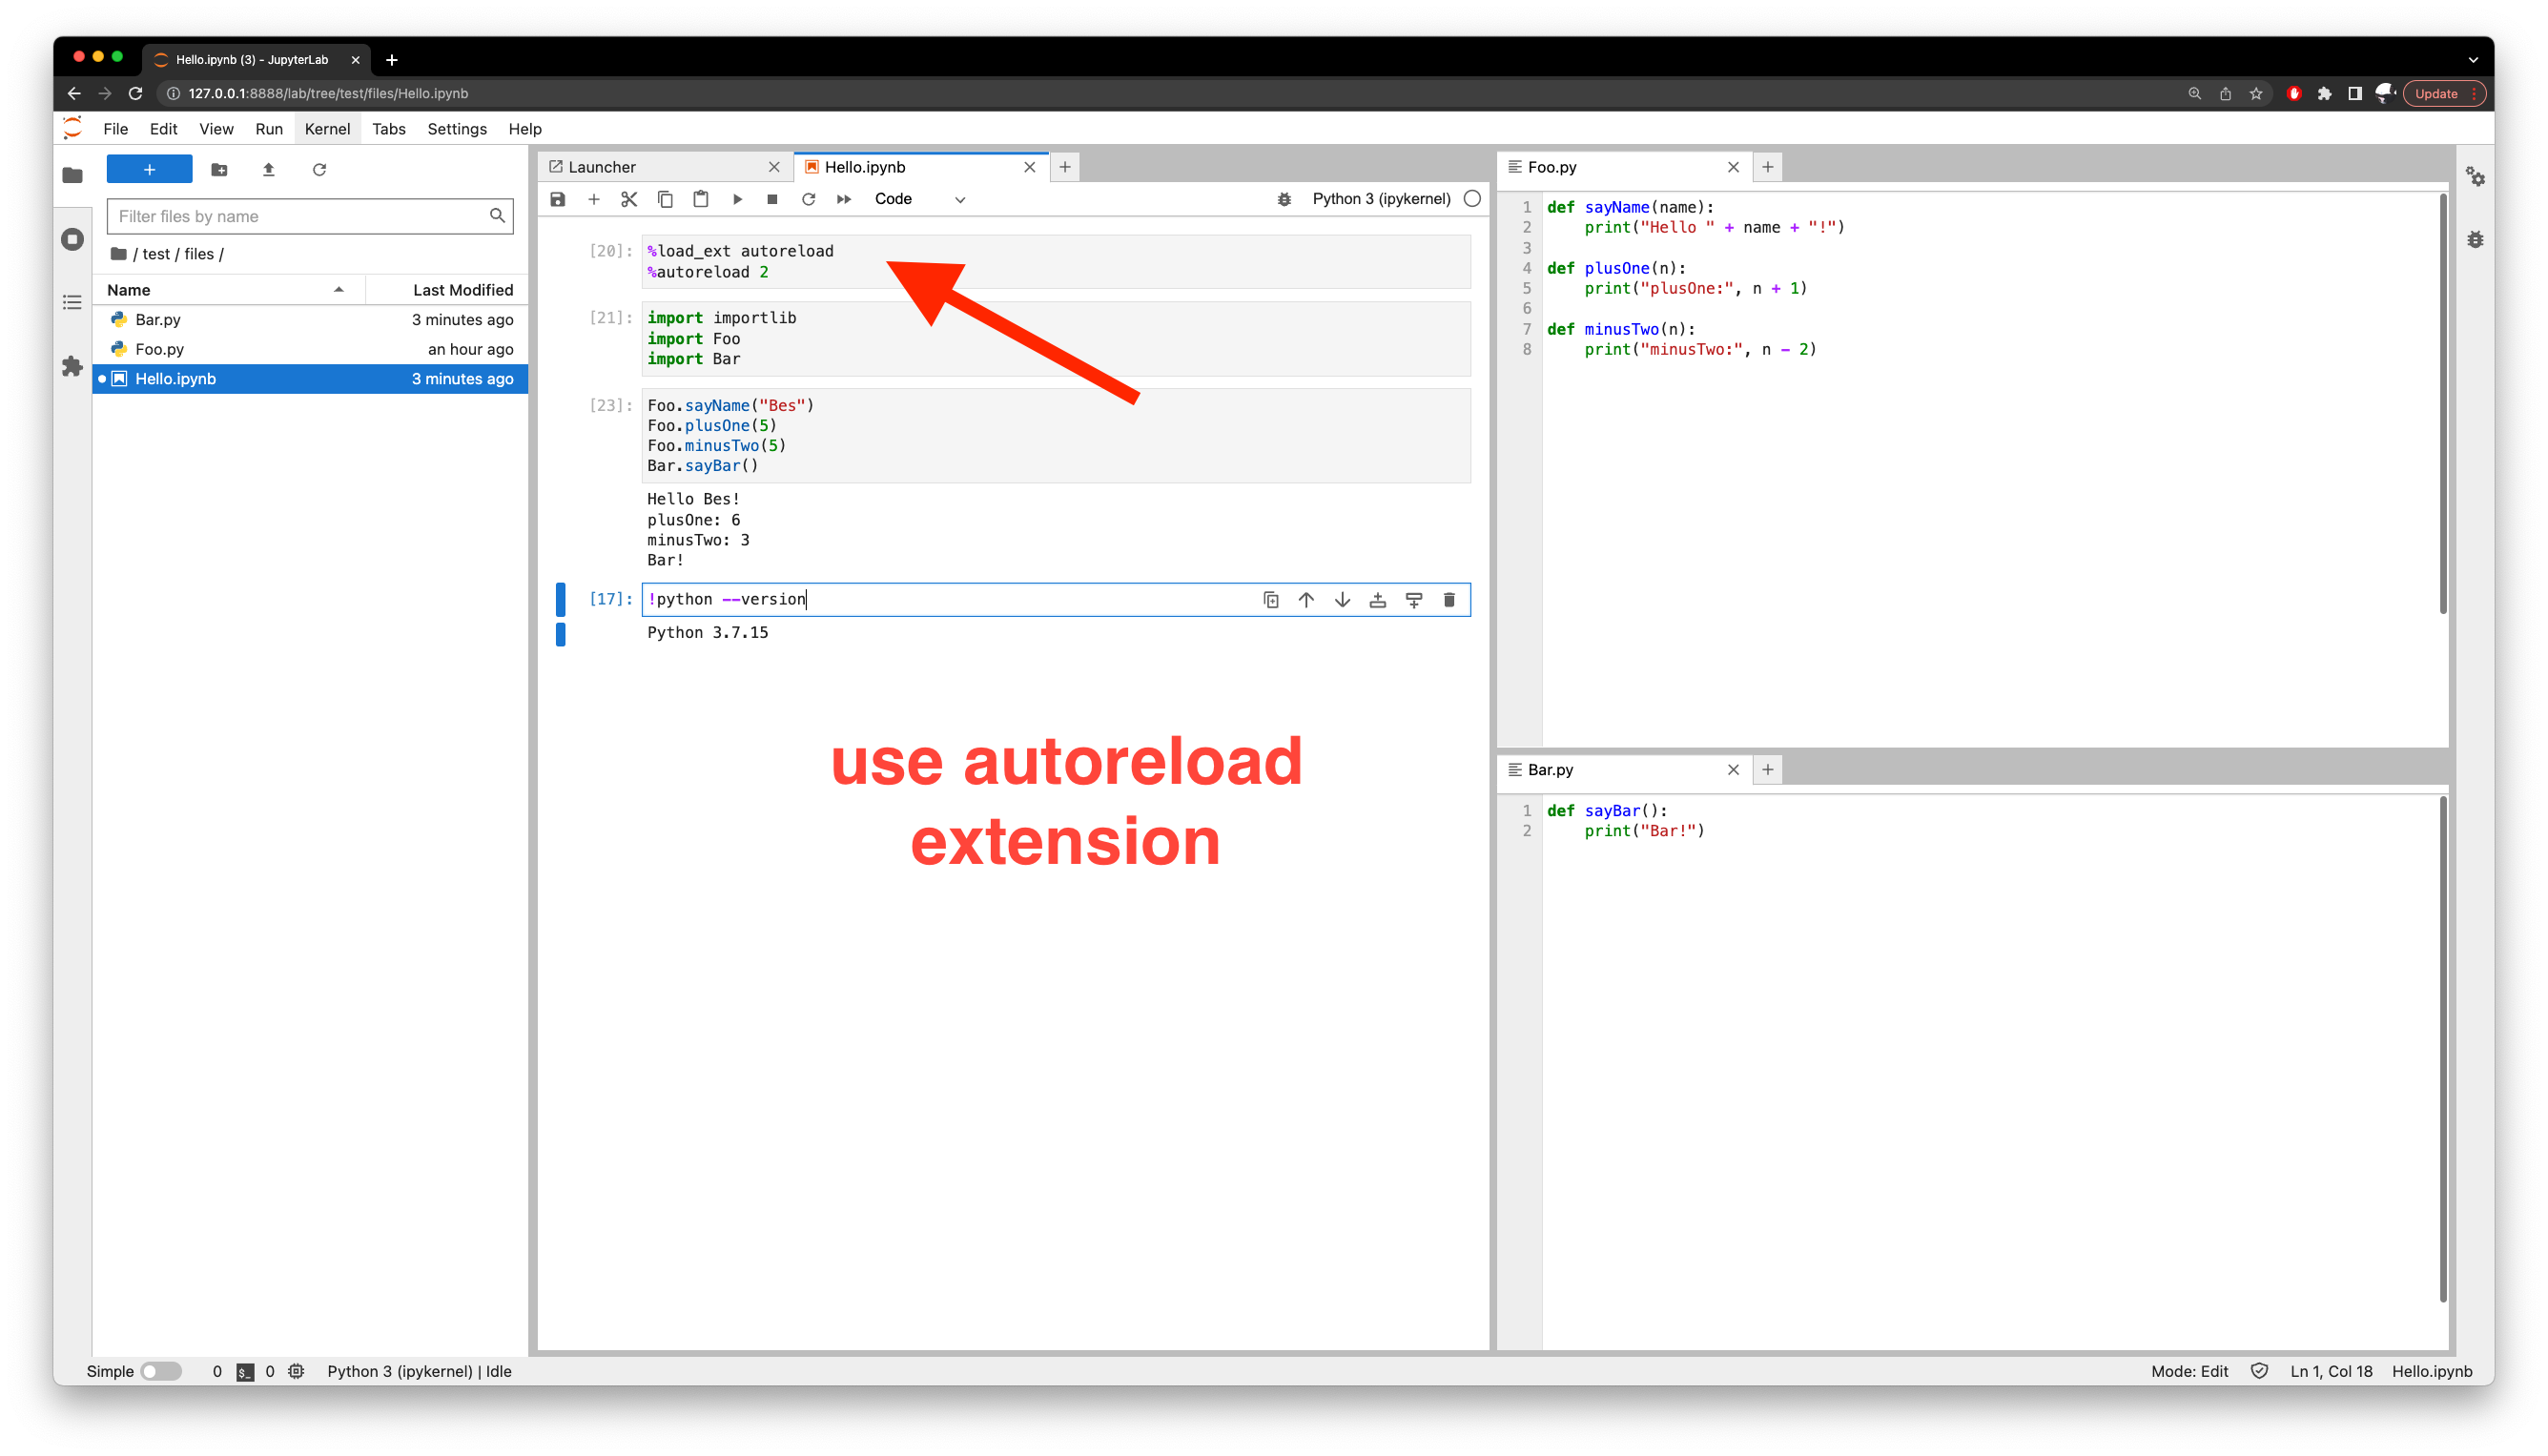 Hello.ipynb (3) - JupyterLab
127.0.0.1:8888/lab/tree/test/files/Hello.ipynb
Update
File Edit View Run Kernel Tabs Settings Help
Filter files by name
/ test / files /
Name Last Modified
Bar.py 3 minutes ago
Foo.py an hour ago
Hello.ipynb 3 minutes ago
Launcher
Hello.ipynb
Code
Python 3 (ipykernel)
[20]: %load_ext autoreload
%autoreload 2
[21]: import importlib
import Foo
import Bar
[23]: Foo.sayName("Bes")
Foo.plusOne(5)
Foo.minusTwo(5)
Bar.sayBar()
Hello Bes!
plusOne: 6
minusTwo: 3
Bar!
[17]: !python --version
Python 3.7.15
use autoreload
extension
Foo.py
1 def sayName(name):
2     print("Hello " + name + "!")
3
4 def plusOne(n):
5     print("plusOne:", n + 1)
6
7 def minusTwo(n):
8     print("minusTwo:", n - 2)
Bar.py
1 def sayBar():
2     print("Bar!")
Simple 0 $_ 0 Python 3 (ipykernel) | Idle
Mode: Edit Ln 1, Col 18 Hello.ipynb